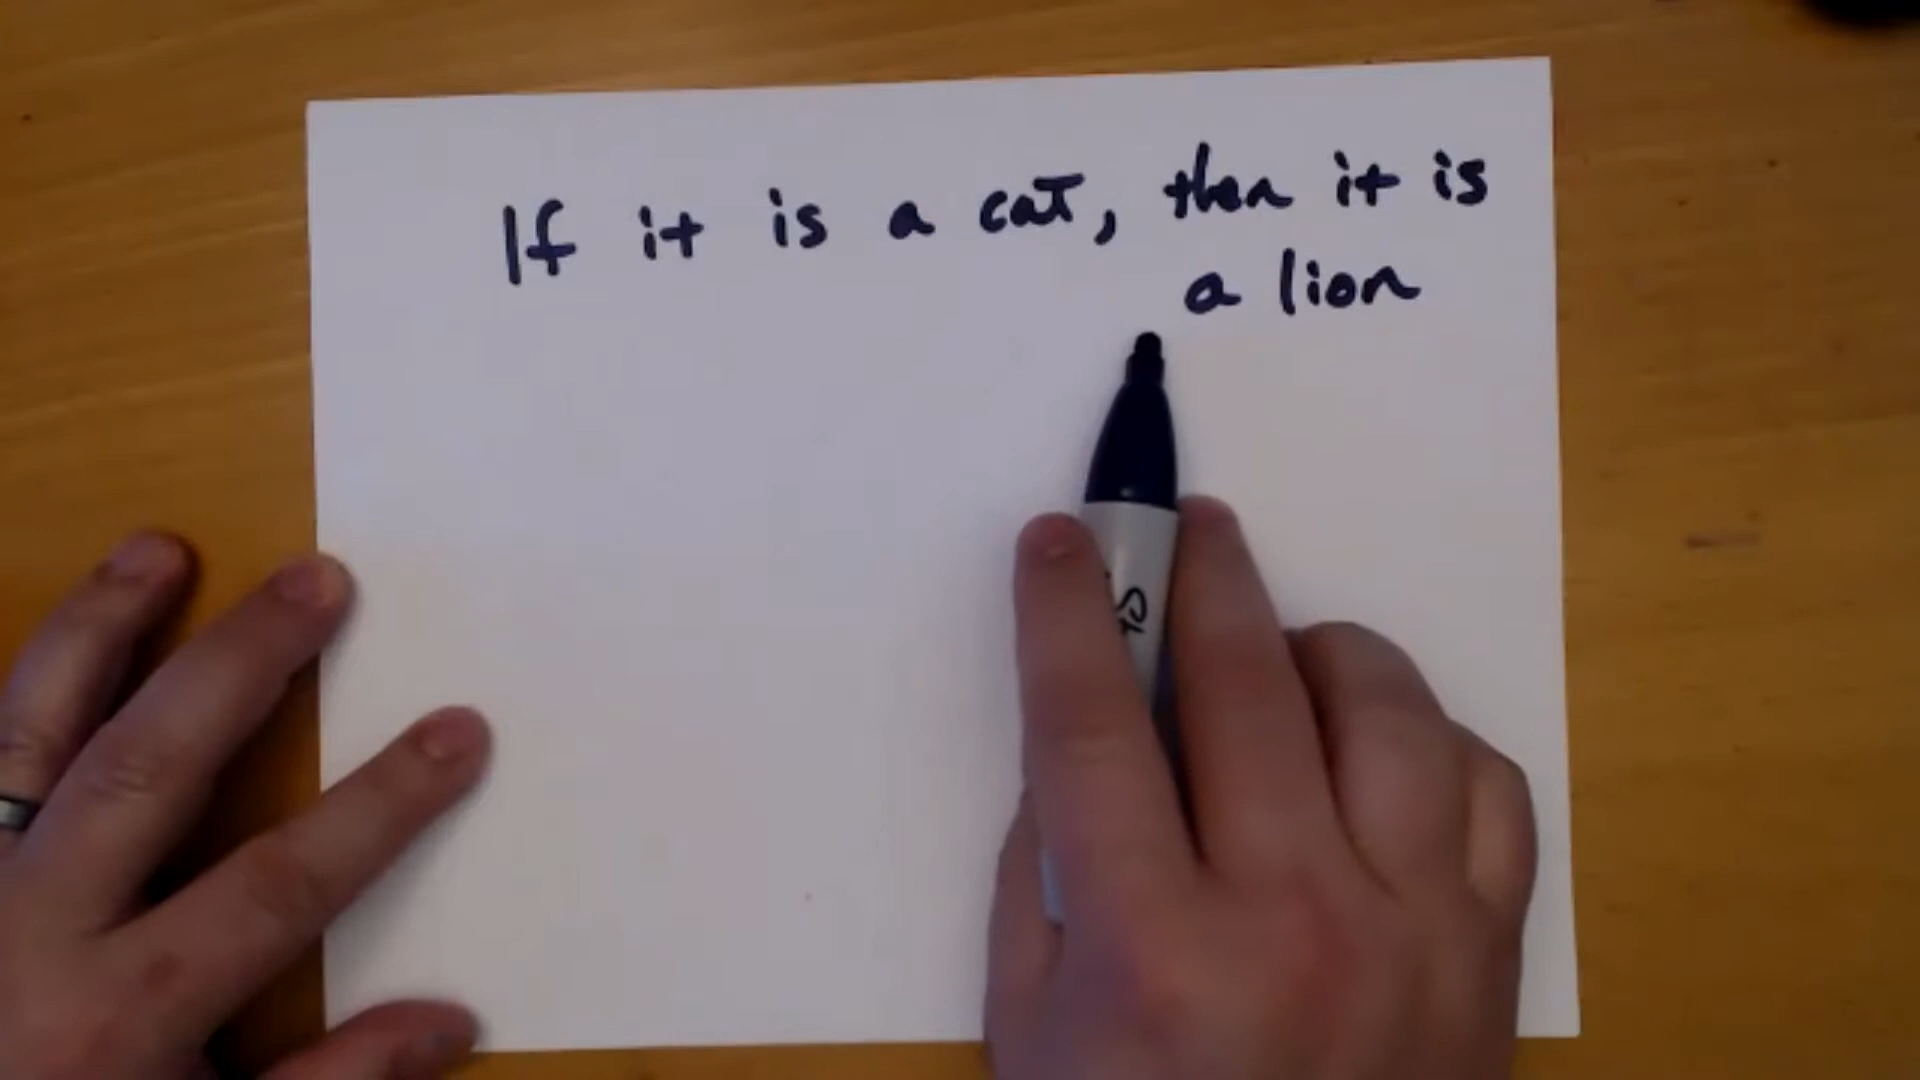 If it is a cat, then it is
a lion